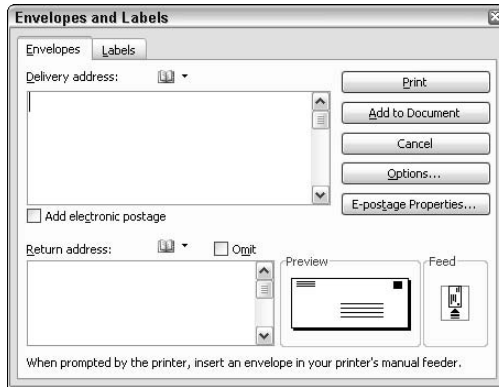 Envelopes and Labels
Envelopes Labels
Delivery address:
Print
Add to Document
Cancel
Options...
E-postage Properties...
Add electronic postage
Return address: Omit
Preview Feed
When prompted by the printer, insert an envelope in your printer's manual feeder.